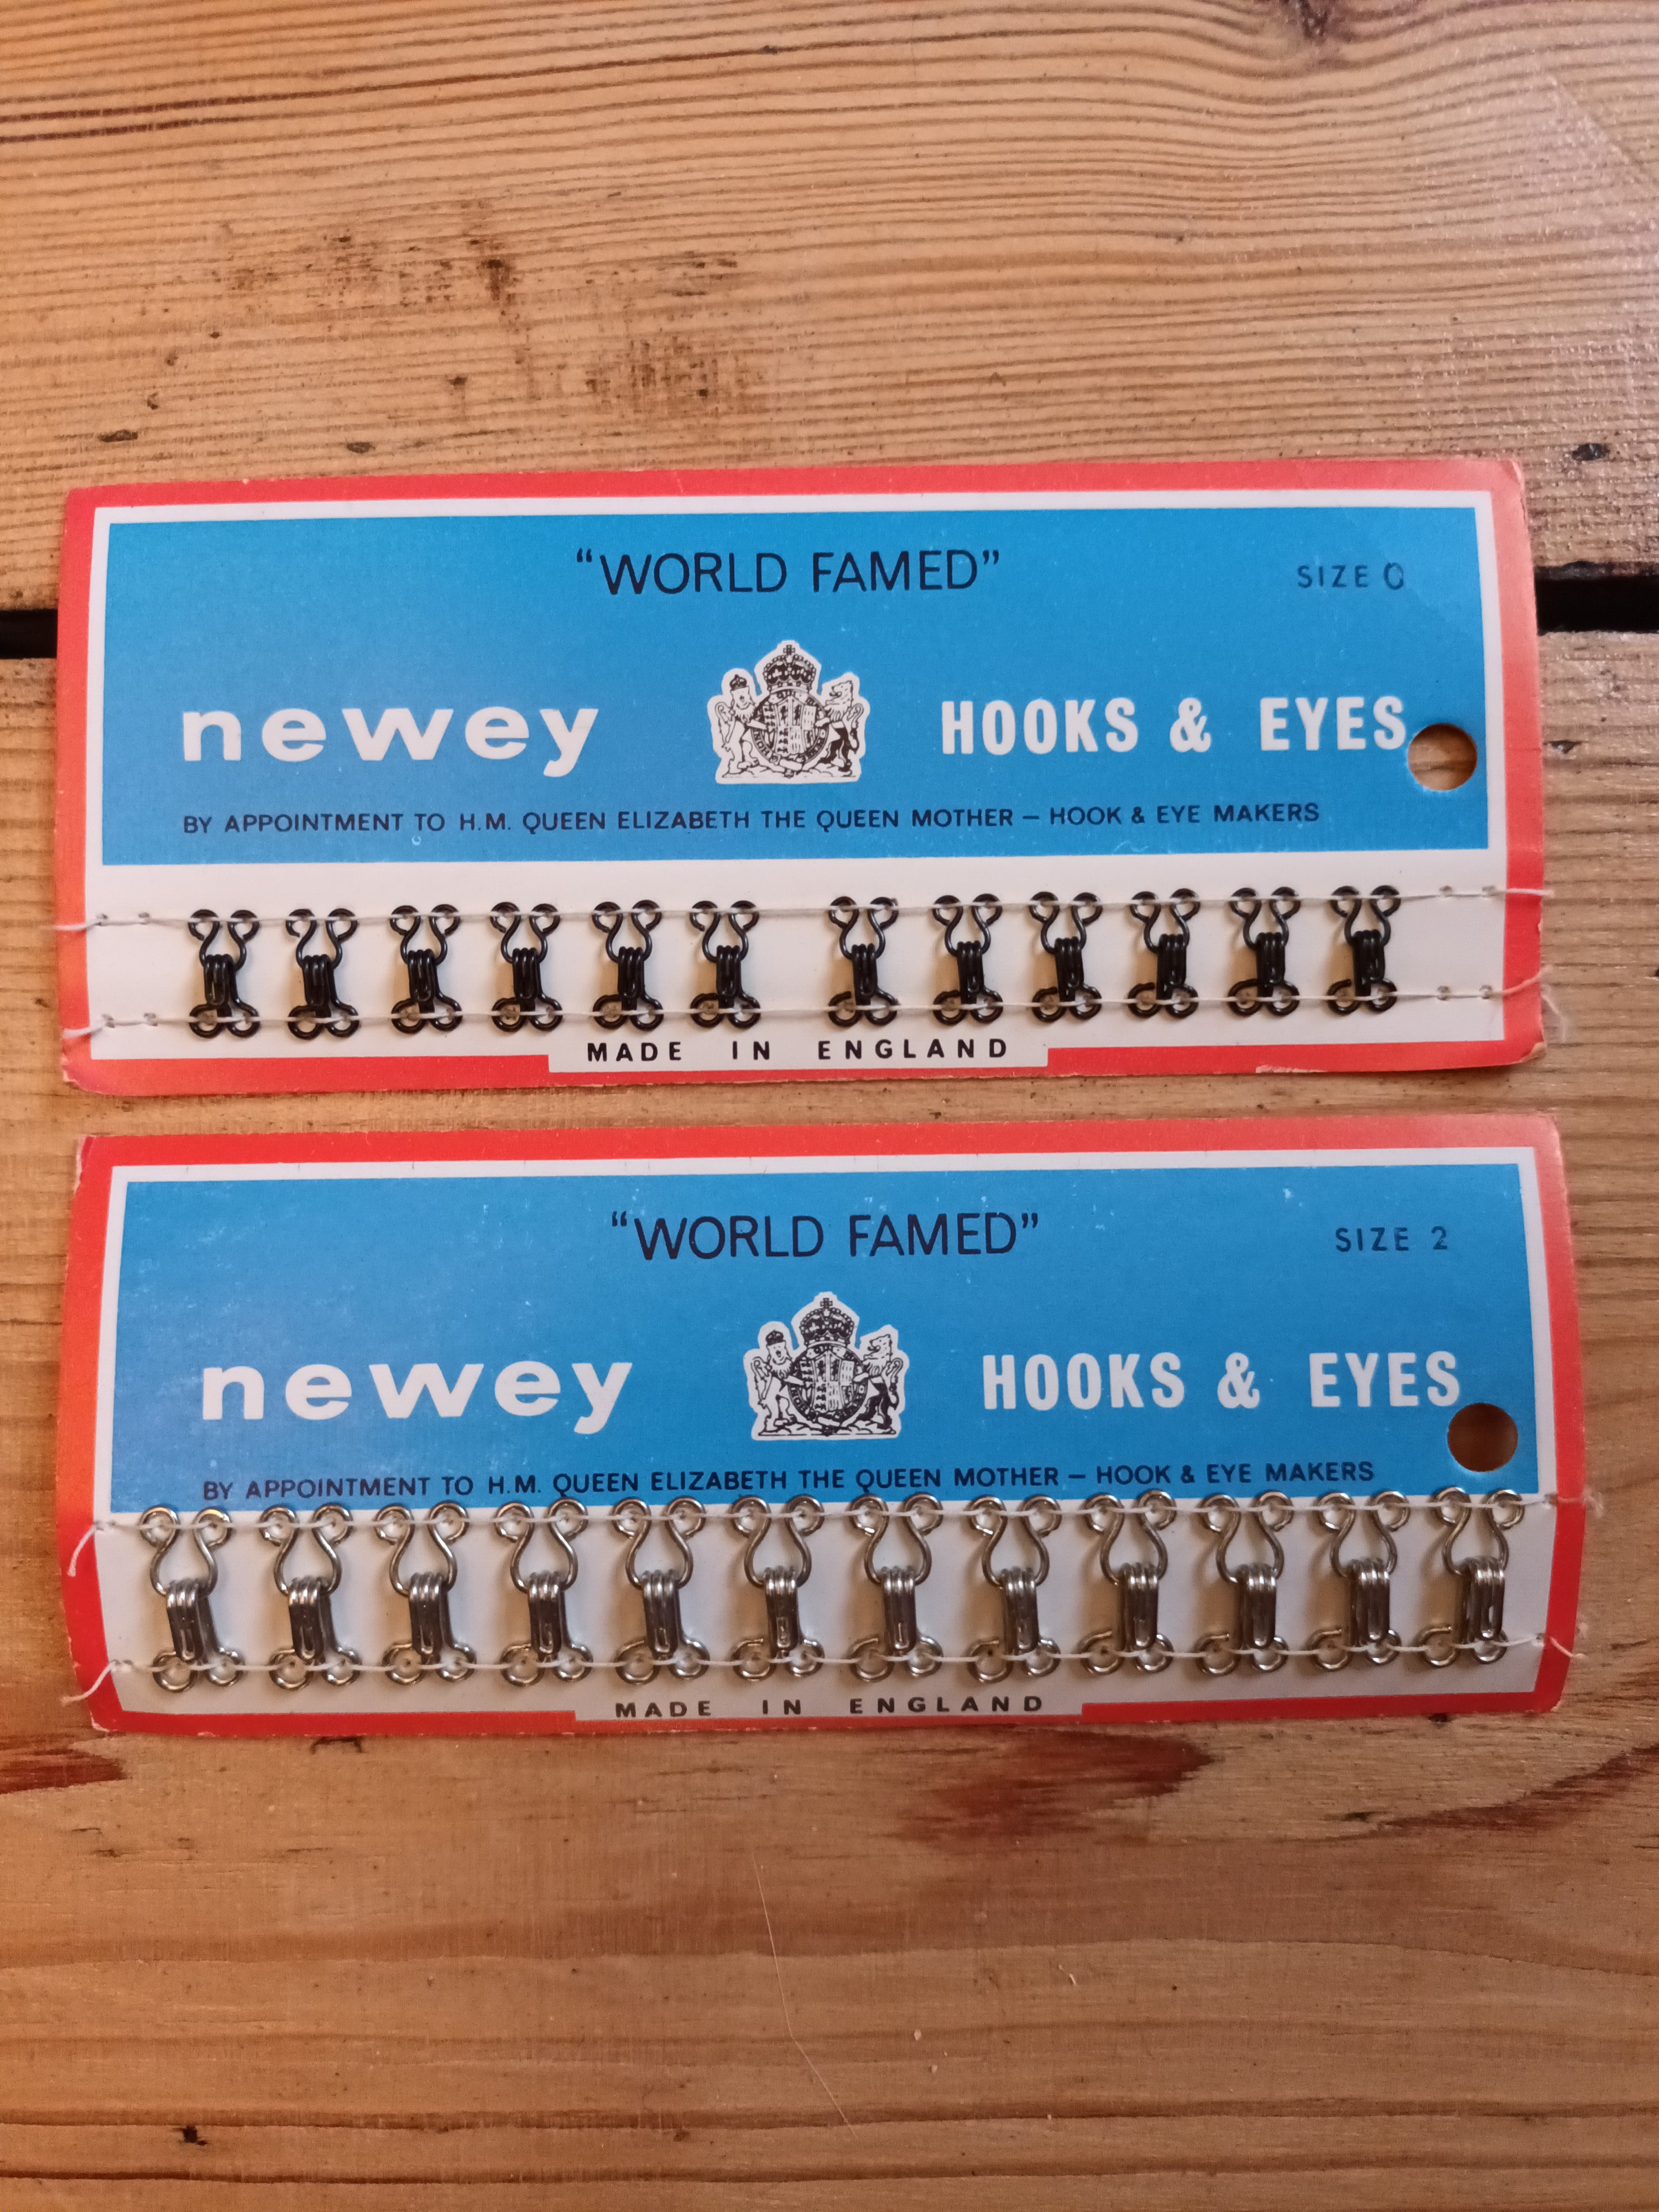 “WORLD FAMED”
SIZE 0
newey HOOKS & EYES
BY APPOINTMENT TO H.M. QUEEN ELIZABETH THE QUEEN MOTHER – HOOK & EYE MAKERS
MADE IN ENGLAND
“WORLD FAMED”
SIZE 2
newey HOOKS & EYES
BY APPOINTMENT TO H.M. QUEEN ELIZABETH THE QUEEN MOTHER – HOOK & EYE MAKERS
MADE IN ENGLAND